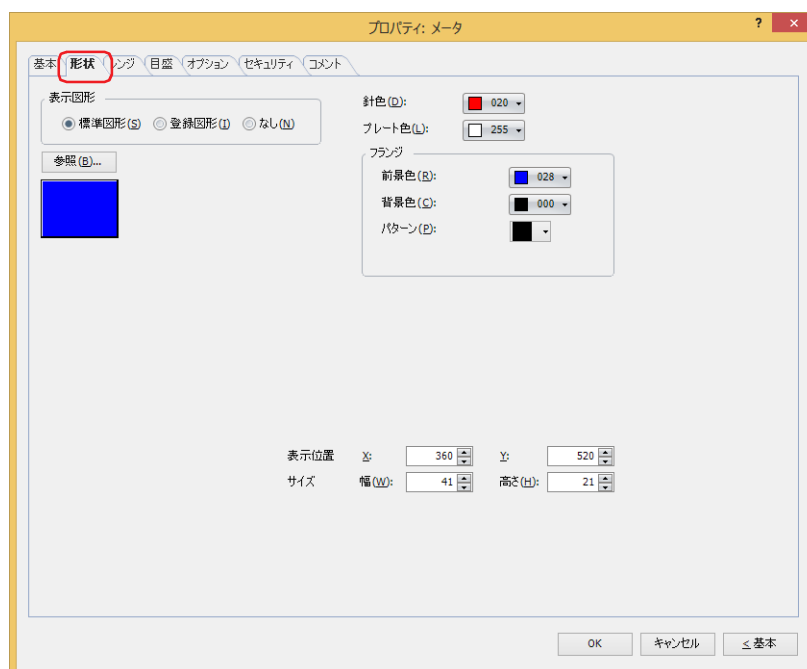 プロパティ: メータ ?
基本 形状 レンジ 目盛 オプション セキュリティ コメント
表示図形
標準図形(S) 登録図形(I) なし(N)
参照(B)...
針色(D): 020
プレート色(L): 255
フランジ
前景色(R): 028
背景色(C): 000
パターン(P):
表示位置 X: 360 Y: 520
サイズ 幅(W): 41 高さ(H): 21
OK キャンセル < 基本